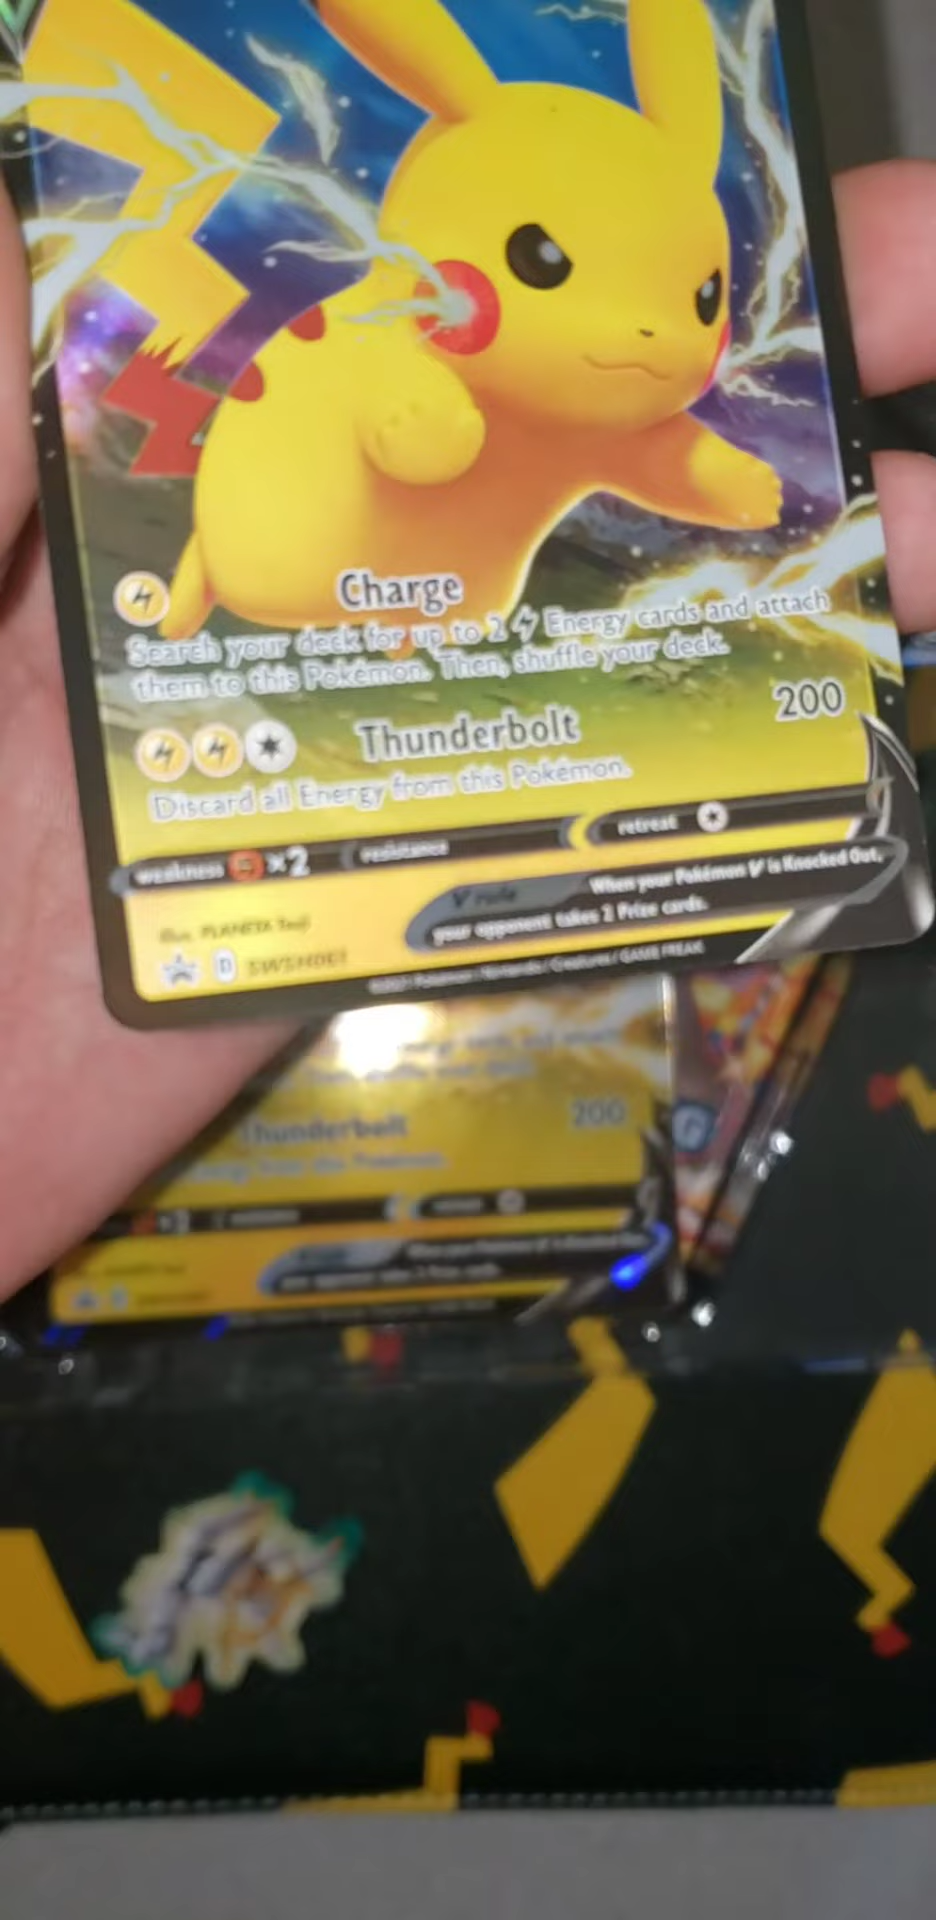 Charge
Search your deck for up to 2 Energy cards and attach
them to this Pokémon. Then, shuffle your deck.
Thunderbolt 200
Discard all Energy from this Pokémon.
weakness ×2 resistance retreat
V rule When your Pokémon V is Knocked Out,
your opponent takes 2 Prize cards.
Illus. PLANETA Tsuji
D SWSH061
©2021 Pokémon / Nintendo / Creatures / GAME FREAK
Thunderbolt 200